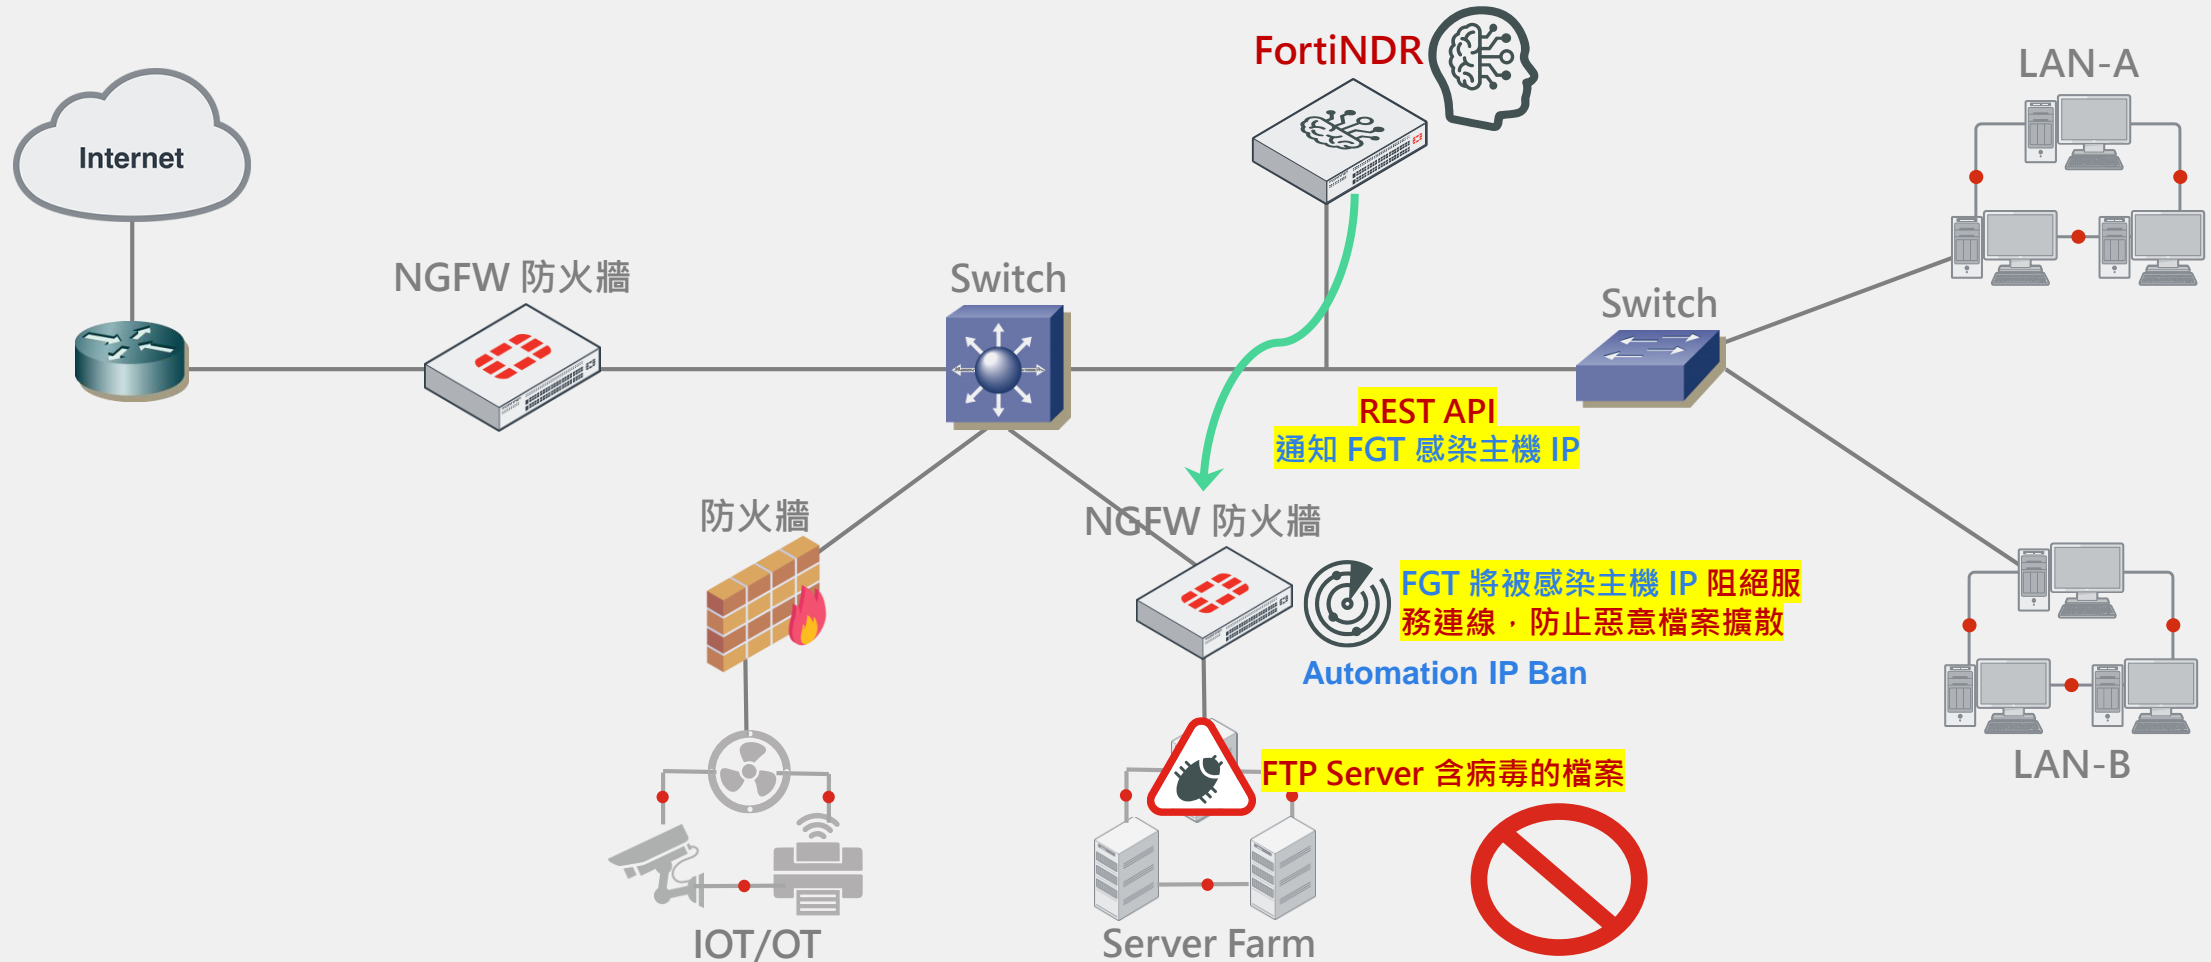 FortiNDR
LAN-A
Internet
NGFW 防火牆
Switch
Switch
REST API
通知 FGT 感染主機 IP
防火牆
NGFW 防火牆
FGT 將被感染主機 IP 阻絕服
務連線，防止惡意檔案擴散
Automation IP Ban
FTP Server 含病毒的檔案
LAN-B
IOT/OT
Server Farm